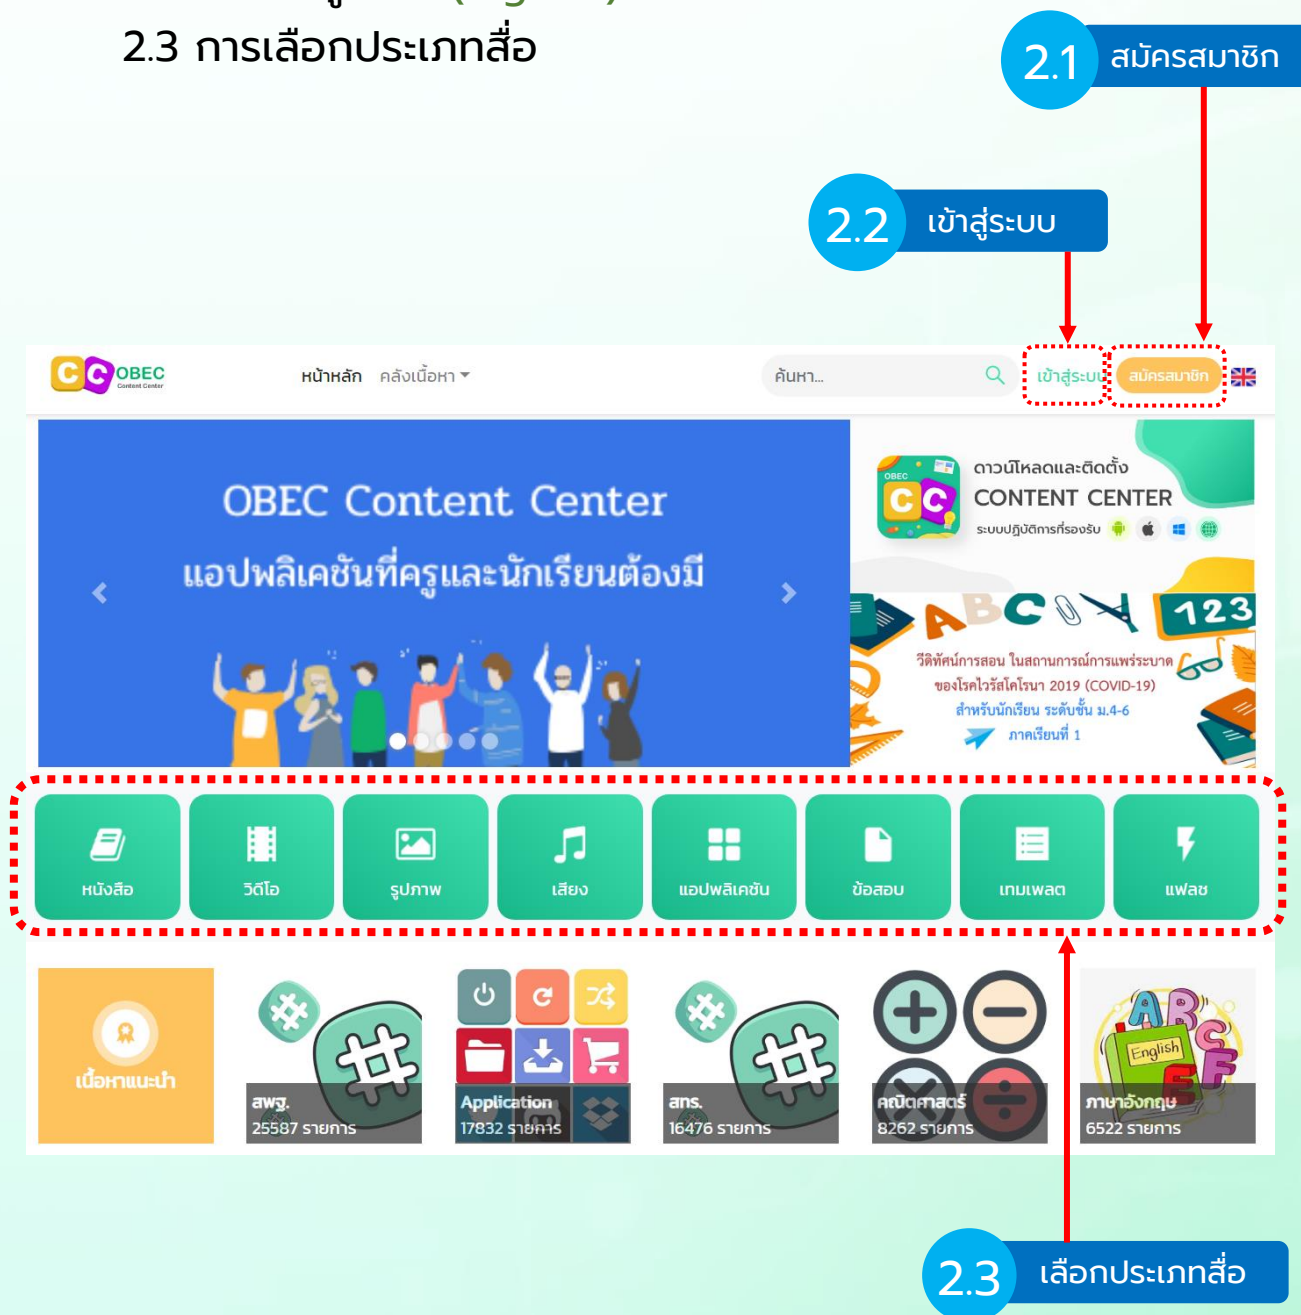 2.3 การเลือกประเภทสื่อ
2.1 สมัครสมาชิก
2.2 เข้าสู่ระบบ
CC OBEC
Content Center
หน้าหลัก คลังเนื้อหา
ค้นหา...
เข้าสู่ระบบ
สมัครสมาชิก
OBEC Content Center
แอปพลิเคชันที่ครูและนักเรียนต้องมี
OBEC
CC
ดาวน์โหลดและติดตั้ง
CONTENT CENTER
ระบบปฏิบัติการที่รองรับ
ABC
123
วีดิทัศน์การสอน ในสถานการณ์การแพร่ระบาด
ของโรคไวรัสโคโรนา 2019 (COVID-19)
สำหรับนักเรียน ระดับชั้น ม.4-6
ภาคเรียนที่ 1
หนังสือ
วิดีโอ
รูปภาพ
เสียง
แอปพลิเคชัน
ข้อสอบ
เทมเพลต
แฟลช
เนื้อหาแนะนำ
สพฐ.
25587 รายการ
Application
17832 รายการ
สทร.
16476 รายการ
คณิตศาสตร์
8262 รายการ
ABC
English
EF
ภาษาอังกฤษ
6522 รายการ
2.3 เลือกประเภทสื่อ